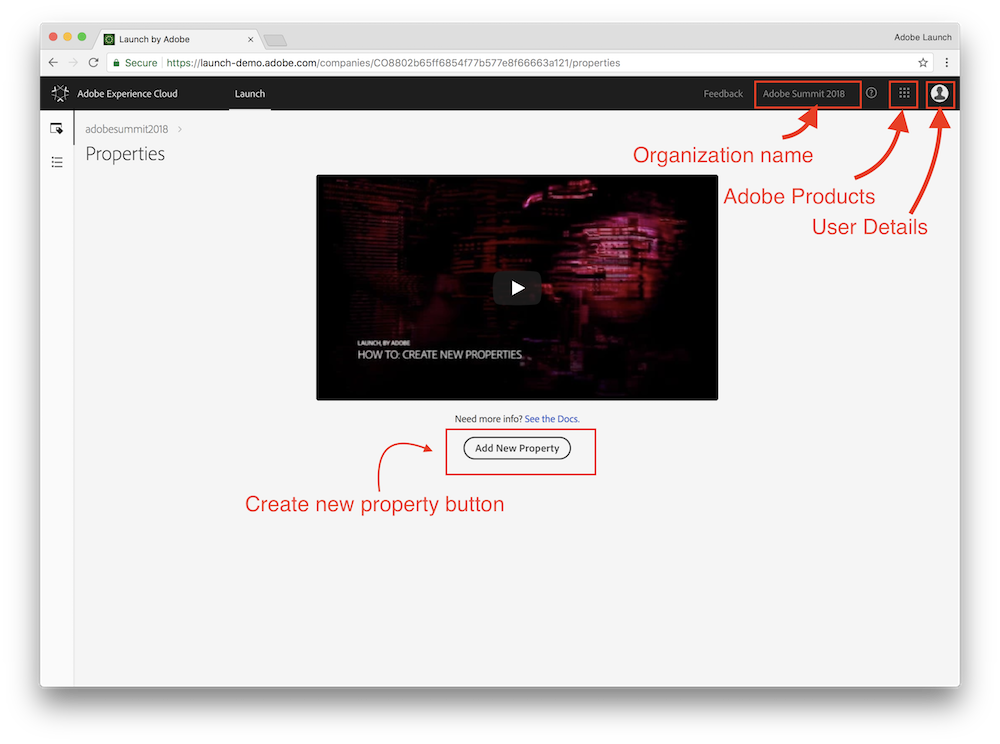 Launch by Adobe
Adobe Launch
Secure
https://launch-demo.adobe.com/companies/CO8802b65ff6854f77b577e8f66663a121/properties
Adobe Experience Cloud
Launch
Feedback
Adobe Summit 2018
adobesummit2018
Properties
Organization name
Adobe Products
User Details
LAUNCH, BY ADOBE
HOW TO: CREATE NEW PROPERTIES
Need more info? See the Docs.
Add New Property
Create new property button